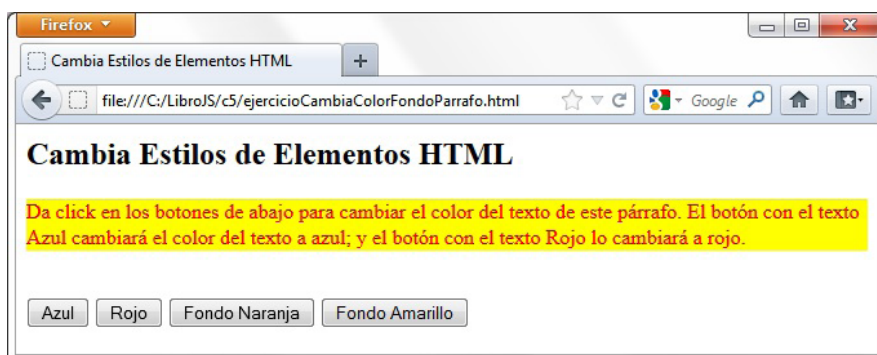 Firefox
Cambia Estilos de Elementos HTML
file:///C:/LibroJS/c5/ejercicioCambiaColorFondoParrafo.html
Google
Cambia Estilos de Elementos HTML
Da click en los botones de abajo para cambiar el color del texto de este párrafo. El botón con el texto
Azul cambiará el color del texto a azul; y el botón con el texto Rojo lo cambiará a rojo.
Azul Rojo Fondo Naranja Fondo Amarillo